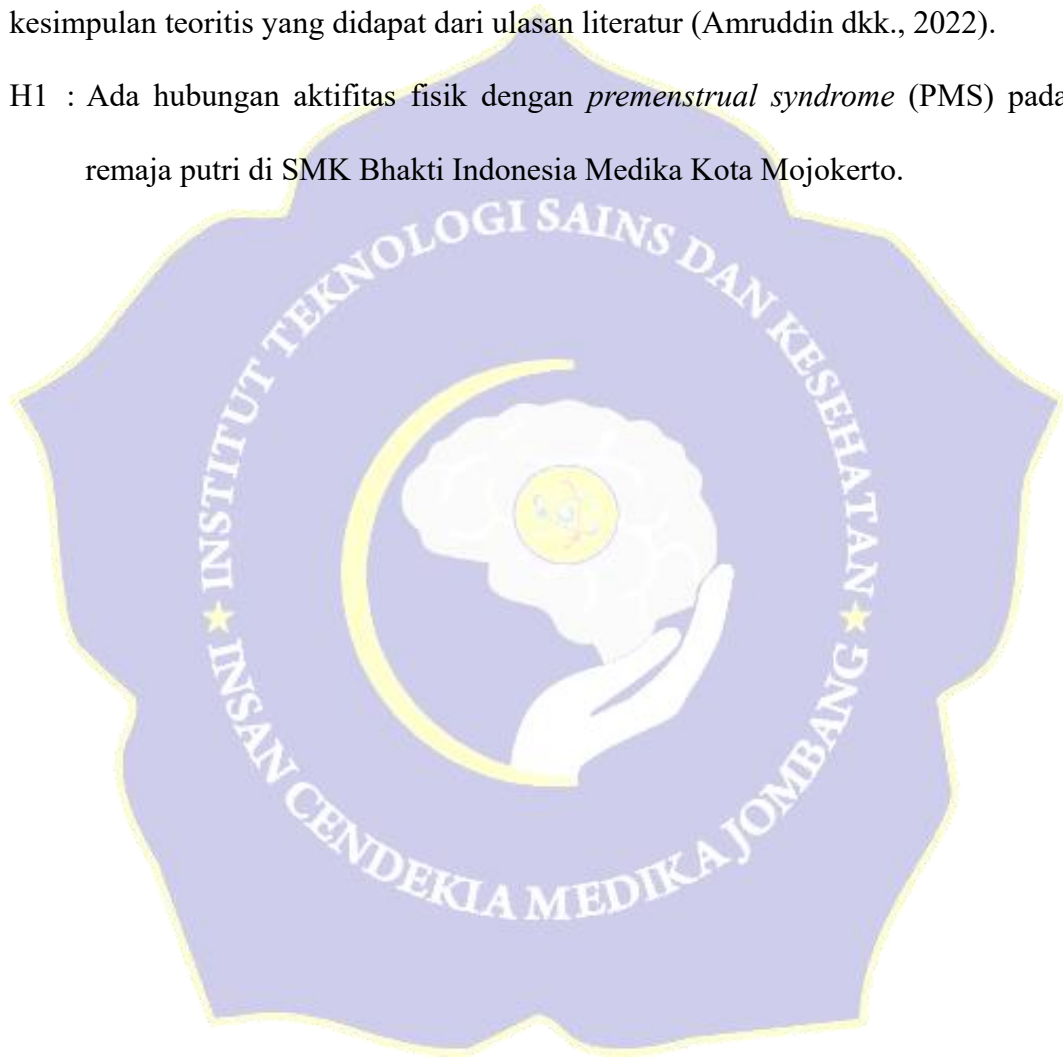 kesimpulan teoritis yang didapat dari ulasan literatur (Amruddin dkk., 2022).
H1 : Ada hubungan aktifitas fisik dengan premenstrual syndrome (PMS) pada
remaja putri di SMK Bhakti Indonesia Medika Kota Mojokerto.
INSTITUT TEKNOLOGI SAINS DAN KESEHATAN
INSAN CENDEKIA MEDIKA JOMBANG